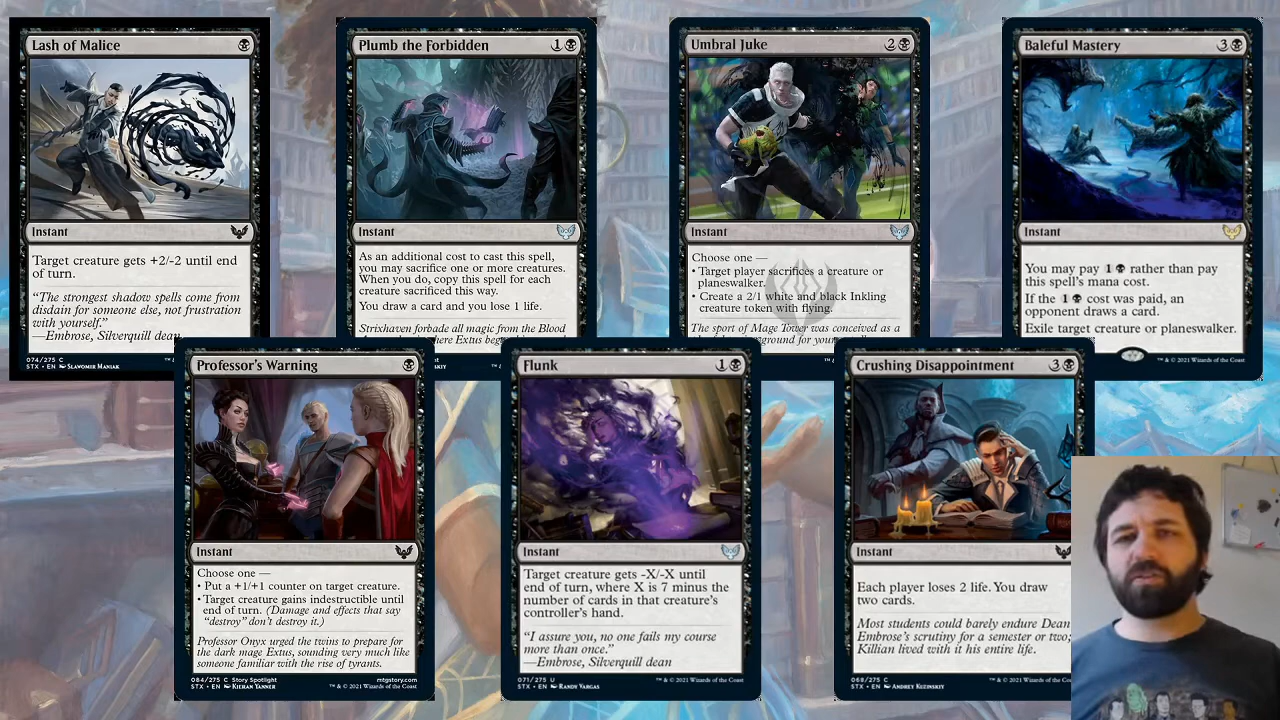 Lash of Malice
Instant
Target creature gets +2/-2 until end
of turn.
“The strongest shadow spells come from
disdain for someone else, not frustration
with yourself.”
—Embrose, Silverquill dean
074/275 C
STX • EN SLAWOMIR MANIAK
Plumb the Forbidden 1
Instant
As an additional cost to cast this spell,
you may sacrifice one or more creatures.
When you do, copy this spell for each
creature sacrificed this way.
You draw a card and you lose 1 life.
Strixhaven forbade all magic from the Blood
Umbral Juke 2
Instant
Choose one —
• Target player sacrifices a creature or
planeswalker.
• Create a 2/1 white and black Inkling
creature token with flying.
The sport of Mage Tower was conceived as a
Baleful Mastery 3
Instant
You may pay 1 rather than pay
this spell's mana cost.
If the 1 cost was paid, an
opponent draws a card.
Exile target creature or planeswalker.
™ & © 2021 Wizards of the Coast
Professor's Warning
Instant
Choose one —
• Put a +1/+1 counter on target creature.
• Target creature gains indestructible until
end of turn. (Damage and effects that say
“destroy” don't destroy it.)
Professor Onyx urged the twins to prepare for
the dark mage Extus, sounding very much like
someone familiar with the rise of tyrants.
084/275 C Story Spotlight mtgstory.com
STX • EN KIERAN YANNER ™ & © 2021 Wizards of the Coast
Flunk 1
Instant
Target creature gets -X/-X until
end of turn, where X is 7 minus the
number of cards in that creature's
controller's hand.
“I assure you, no one fails my course
more than once.”
—Embrose, Silverquill dean
071/275 U
STX • EN RANDY VARGAS ™ & © 2021 Wizards of the Coast
Crushing Disappointment 3
Instant
Each player loses 2 life. You draw
two cards.
Most students could barely endure Dean
Embrose's scrutiny for a semester or two;
Killian lived with it his entire life.
068/275 C
STX • EN ANDREY KUZINSKIY